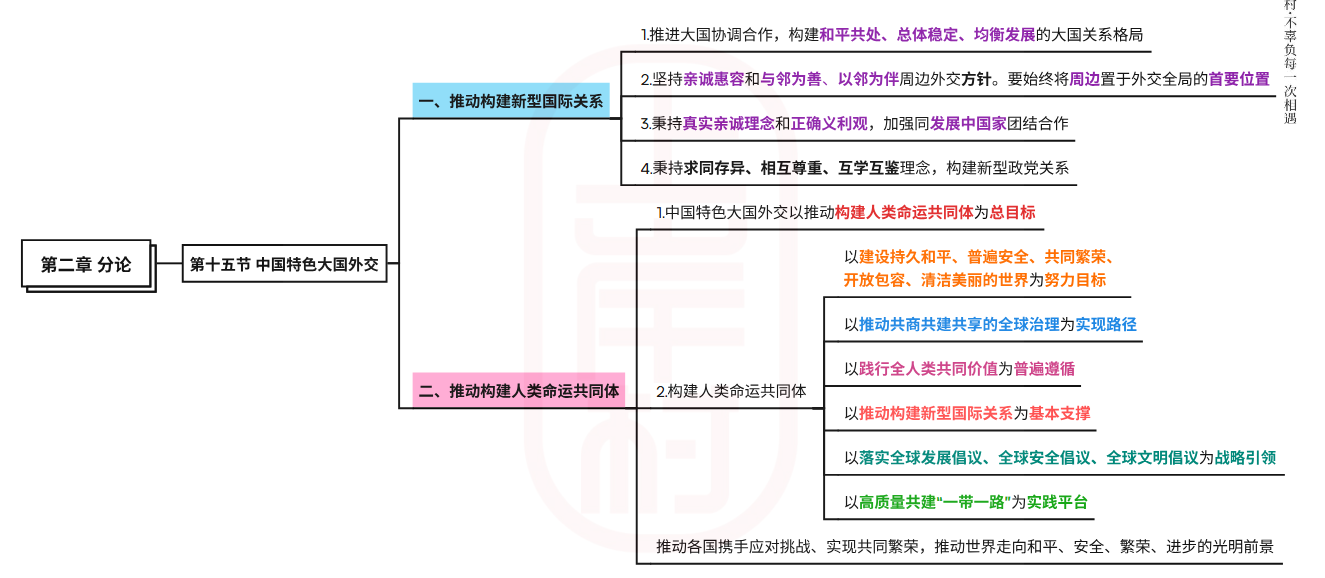 村·不辜负每一次相遇
1.推进大国协调合作，构建和平共处、总体稳定、均衡发展的大国关系格局
2.坚持亲诚惠容和与邻为善、以邻为伴周边外交方针。要始终将周边置于外交全局的首要位置
一、推动构建新型国际关系
3.秉持真实亲诚理念和正确义利观，加强同发展中国家团结合作
4.秉持求同存异、相互尊重、互学互鉴理念，构建新型政党关系
第二章 分论
第十五节 中国特色大国外交
1.中国特色大国外交以推动构建人类命运共同体为总目标
以建设持久和平、普遍安全、共同繁荣、
开放包容、清洁美丽的世界为努力目标
以推动共商共建共享的全球治理为实现路径
以践行全人类共同价值为普遍遵循
二、推动构建人类命运共同体
2.构建人类命运共同体
以推动构建新型国际关系为基本支撑
以落实全球发展倡议、全球安全倡议、全球文明倡议为战略引领
以高质量共建“一带一路”为实践平台
推动各国携手应对挑战、实现共同繁荣，推动世界走向和平、安全、繁荣、进步的光明前景